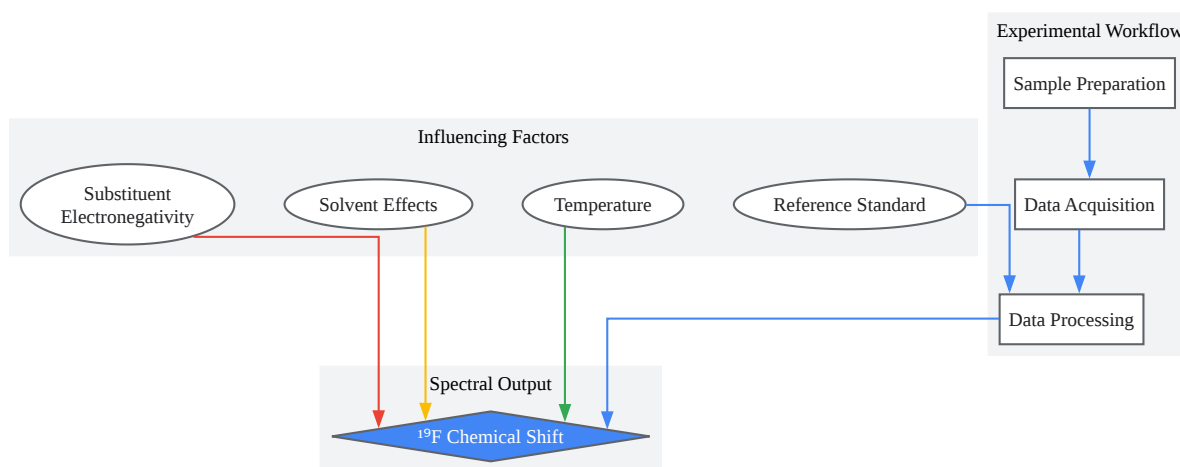 Experimental Workflow
Sample Preparation
Influencing Factors
Substituent
Electronegativity
Solvent Effects
Temperature
Reference Standard
Data Acquisition
Data Processing
Spectral Output
¹⁹F Chemical Shift